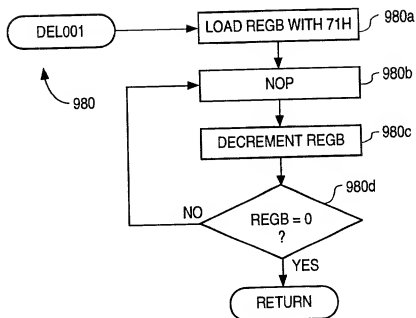 DEL001
LOAD REGB WITH 71H
980a
980
NOP
980b
DECREMENT REGB
980c
980d
REGB = 0
?
NO
YES
RETURN